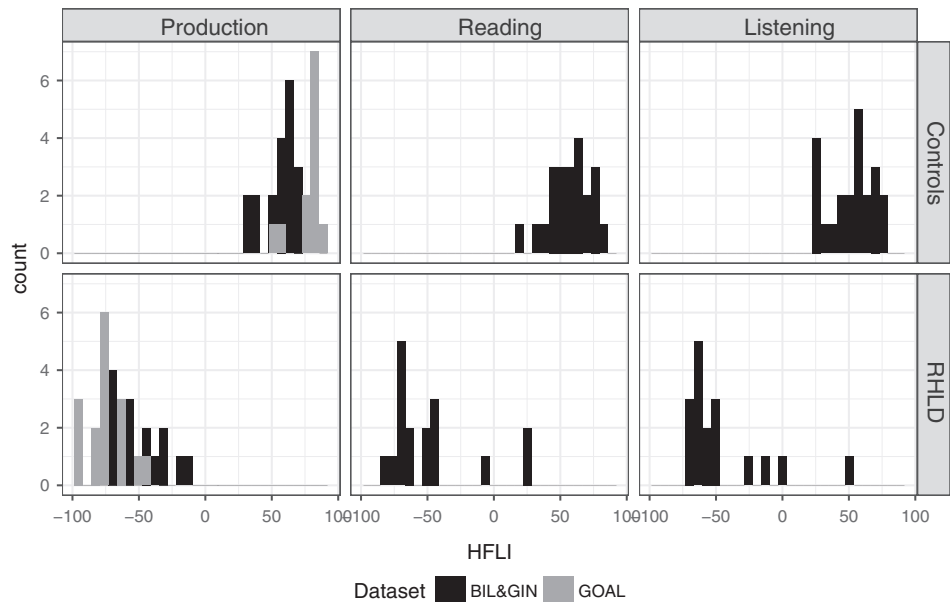 Production Reading Listening
6
4
2
0
Controls
count
6
4
2
0
RHLD
−100 −50 0 50 100 −100 −50 0 50 100 −100 −50 0 50 100
HFLI
Dataset BIL&GIN GOAL